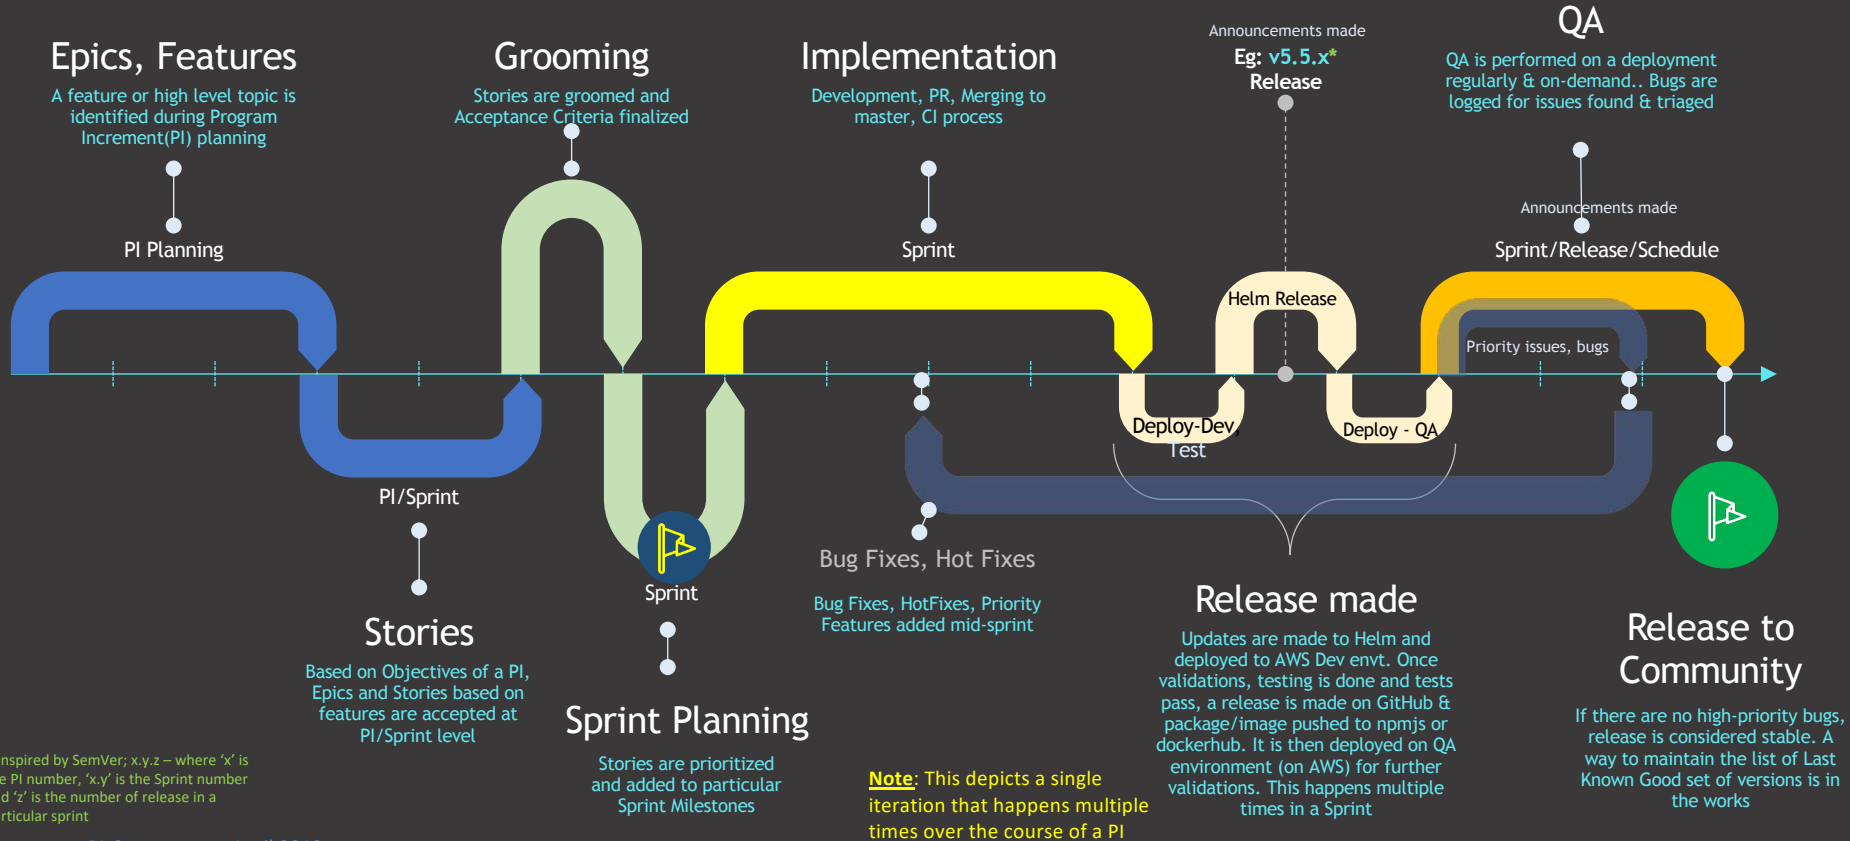 Epics, Features
A feature or high level topic is
identified during Program
Increment(PI) planning
PI Planning
Grooming
Stories are groomed and
Acceptance Criteria finalized
Implementation
Development, PR, Merging to
master, CI process
Sprint
Announcements made
Eg: v5.5.x*
Release
QA
QA is performed on a deployment
regularly & on-demand.. Bugs are
logged for issues found & triaged
Announcements made
Sprint/Release/Schedule
Helm Release
Priority issues, bugs
Deploy-Dev,
Test
Deploy - QA
PI/Sprint
Stories
Based on Objectives of a PI,
Epics and Stories based on
features are accepted at
PI/Sprint level
Sprint
Sprint Planning
Stories are prioritized
and added to particular
Sprint Milestones
Bug Fixes, Hot Fixes
Bug Fixes, HotFixes, Priority
Features added mid-sprint
Release made
Updates are made to Helm and
deployed to AWS Dev envt. Once
validations, testing is done and tests
pass, a release is made on GitHub &
package/image pushed to npmjs or
dockerhub. It is then deployed on QA
environment (on AWS) for further
validations. This happens multiple
times in a Sprint
Release to
Community
If there are no high-priority bugs,
release is considered stable. A
way to maintain the list of Last
Known Good set of versions is in
the works
nspired by SemVer; x.y.z – where ‘x’ is
e PI number, ‘x.y’ is the Sprint number
d ‘z’ is the number of release in a
articular sprint
Note: This depicts a single
iteration that happens multiple
times over the course of a PI